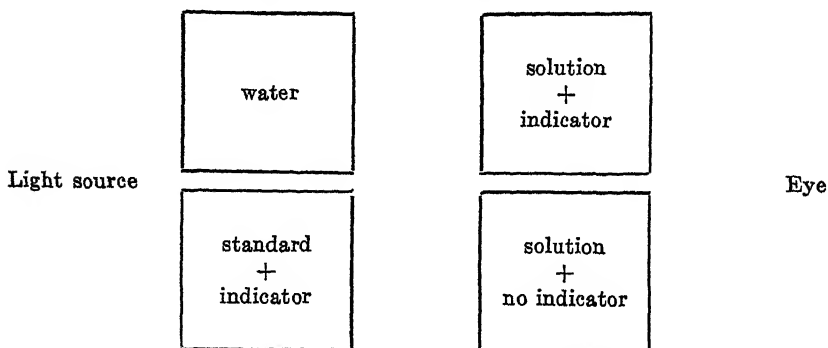 water
solution
+
indicator
Light source
Eye
standard
+
indicator
solution
+
no indicator